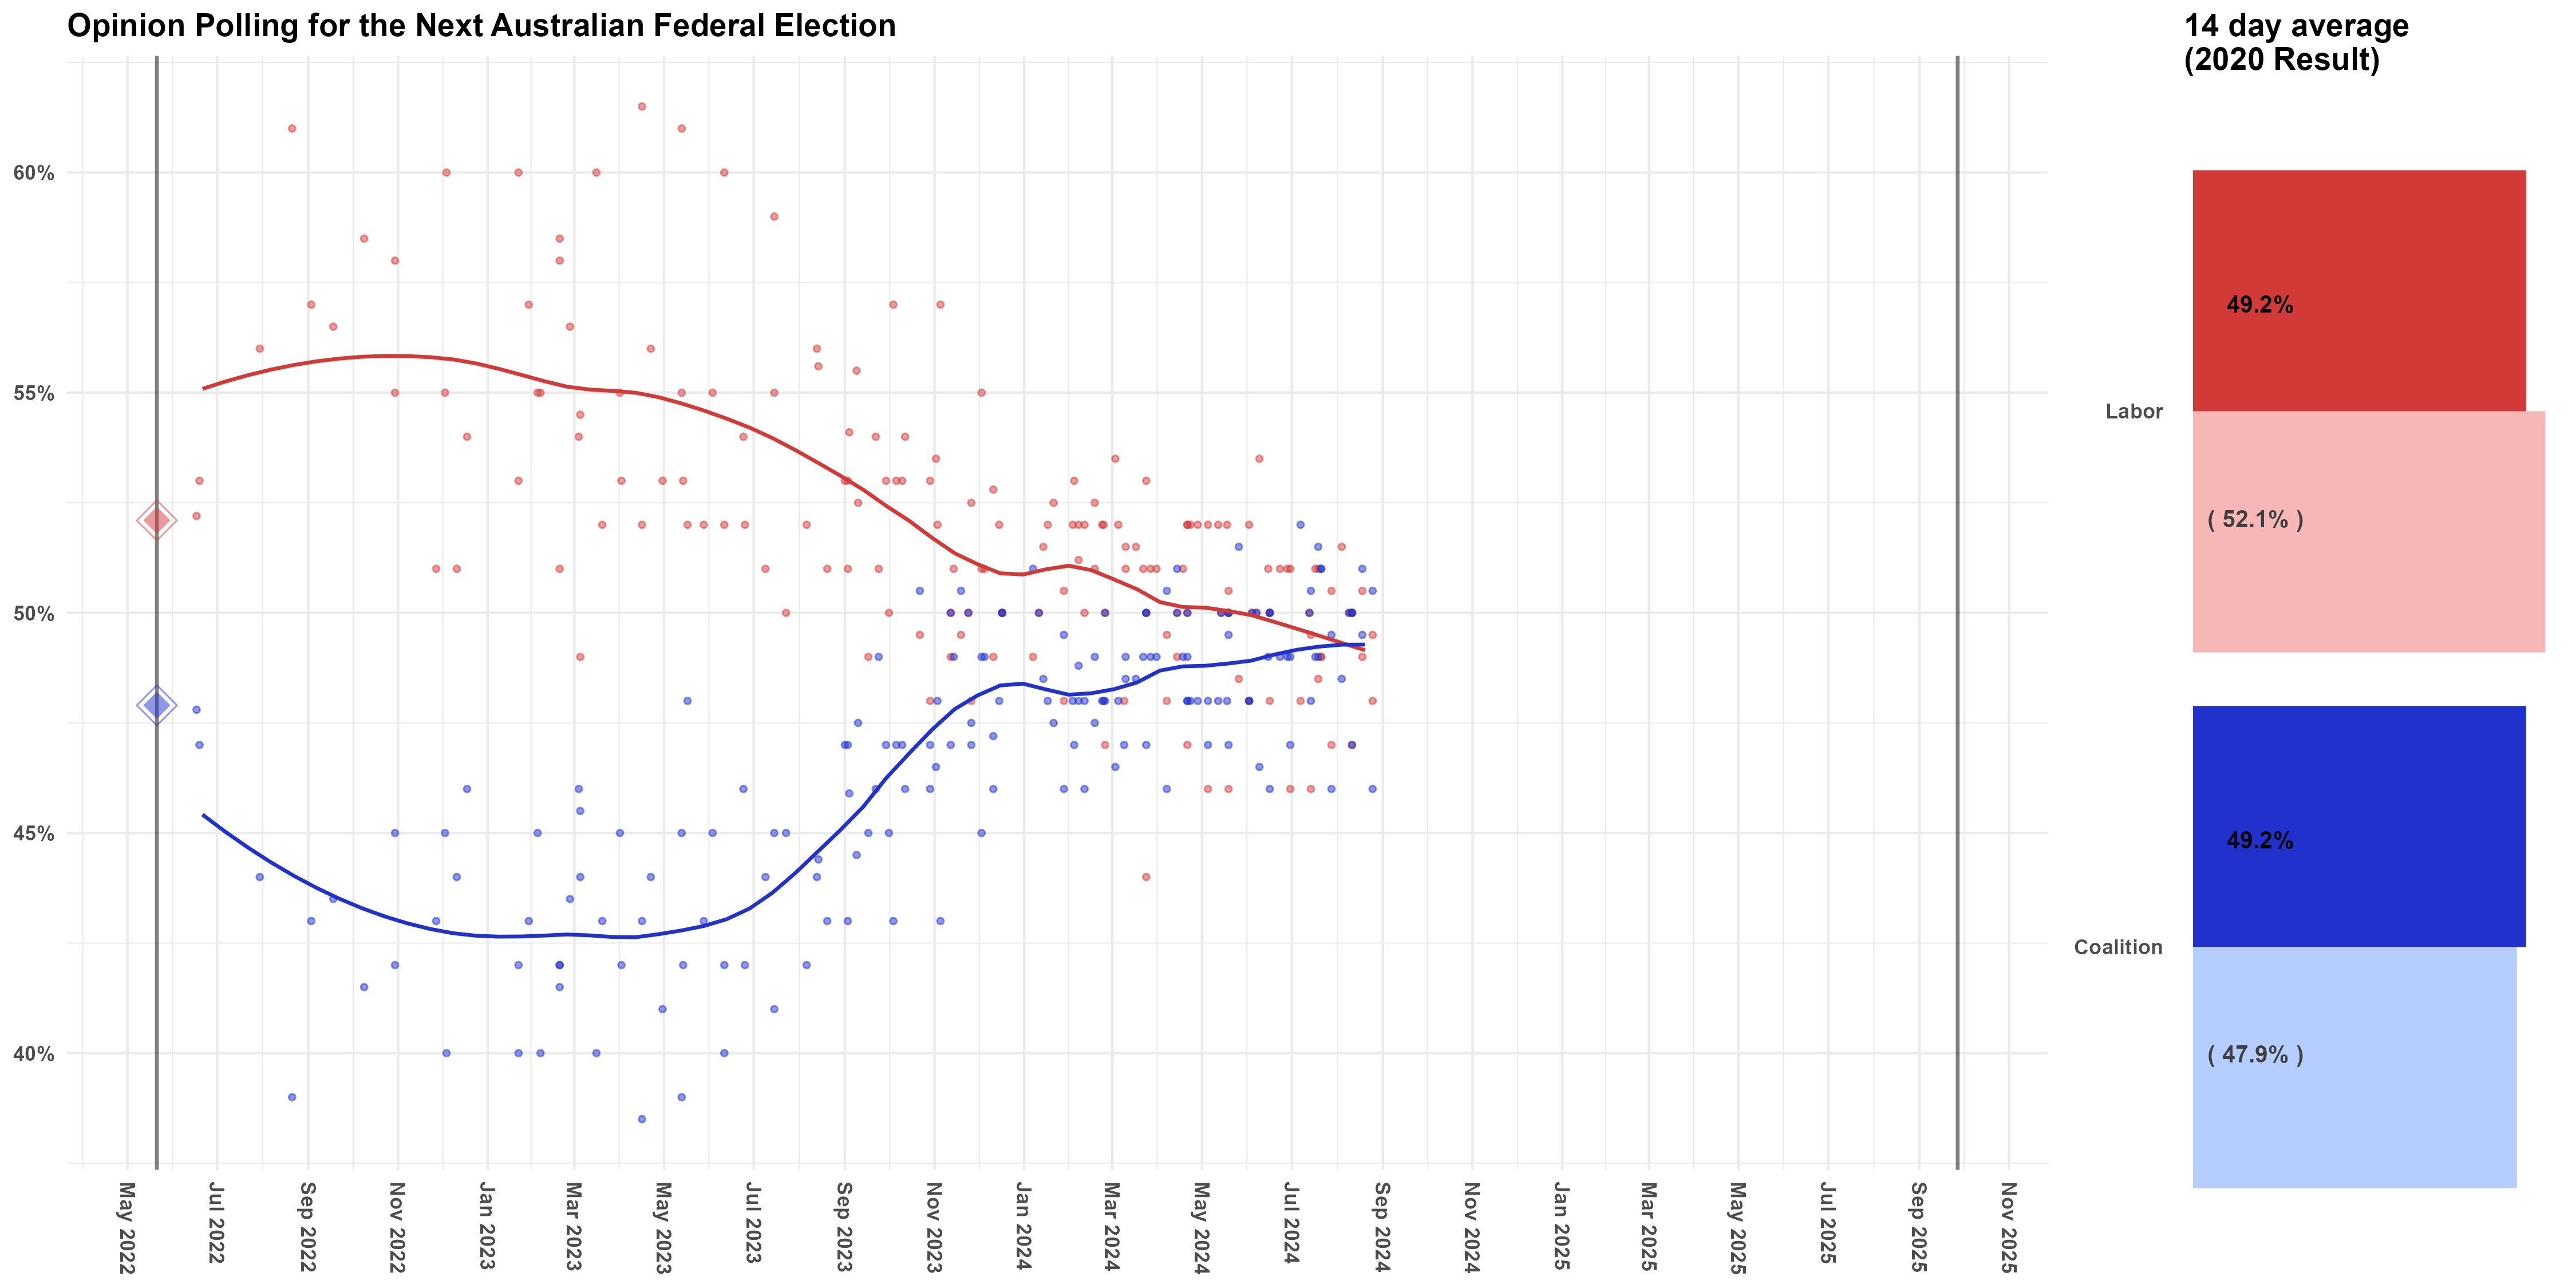 Opinion Polling for the Next Australian Federal Election
14 day average
(2020 Result)
60%
55%
50%
45%
40%
May 2022
Jul 2022
Sep 2022
Nov 2022
Jan 2023
Mar 2023
May 2023
Jul 2023
Sep 2023
Nov 2023
Jan 2024
Mar 2024
May 2024
Jul 2024
Sep 2024
Nov 2024
Jan 2025
Mar 2025
May 2025
Jul 2025
Sep 2025
Nov 2025
Labor
49.2%
( 52.1% )
Coalition
49.2%
( 47.9% )